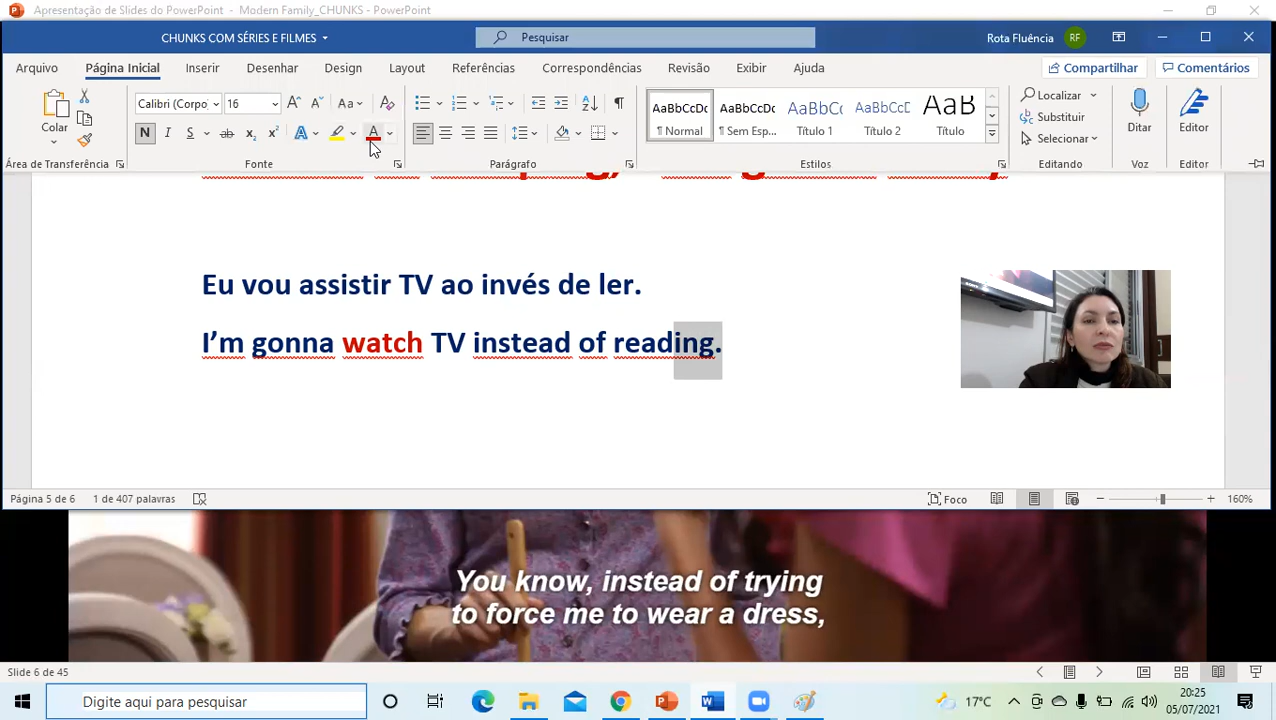 Apresentação de Slides do PowerPoint - Modern Family_CHUNKS - PowerPoint
CHUNKS COM SÉRIES E FILMES
Pesquisar
Rota Fluência RF
Arquivo Página Inicial Inserir Desenhar Design Layout Referências Correspondências Revisão Exibir Ajuda Compartilhar Comentários
Colar
Calibri (Corpo 16
AaBbCcDc AaBbCcDc AaBbCc AaBbCcD AaB
¶ Normal ¶ Sem Esp... Título 1 Título 2 Título
Localizar
Substituir
Selecionar
Ditar
Editor
Área de Transferência Fonte Parágrafo Estilos Editando Voz Editor
Eu vou assistir TV ao invés de ler.
I’m gonna watch TV instead of reading.
Página 5 de 6 1 de 407 palavras Foco 160%
You know, instead of trying
to force me to wear a dress,
Slide 6 de 45
Digite aqui para pesquisar
17°C
20:25
05/07/2021